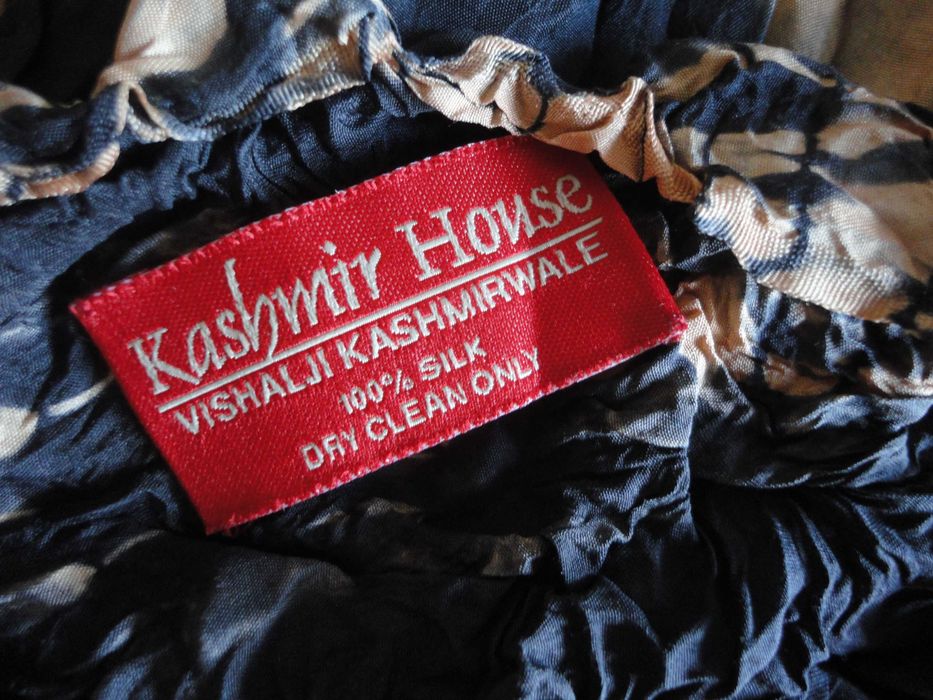 Kashmir House
VISHALJI KASHMIRWALE
100% SILK
DRY CLEAN ONLY